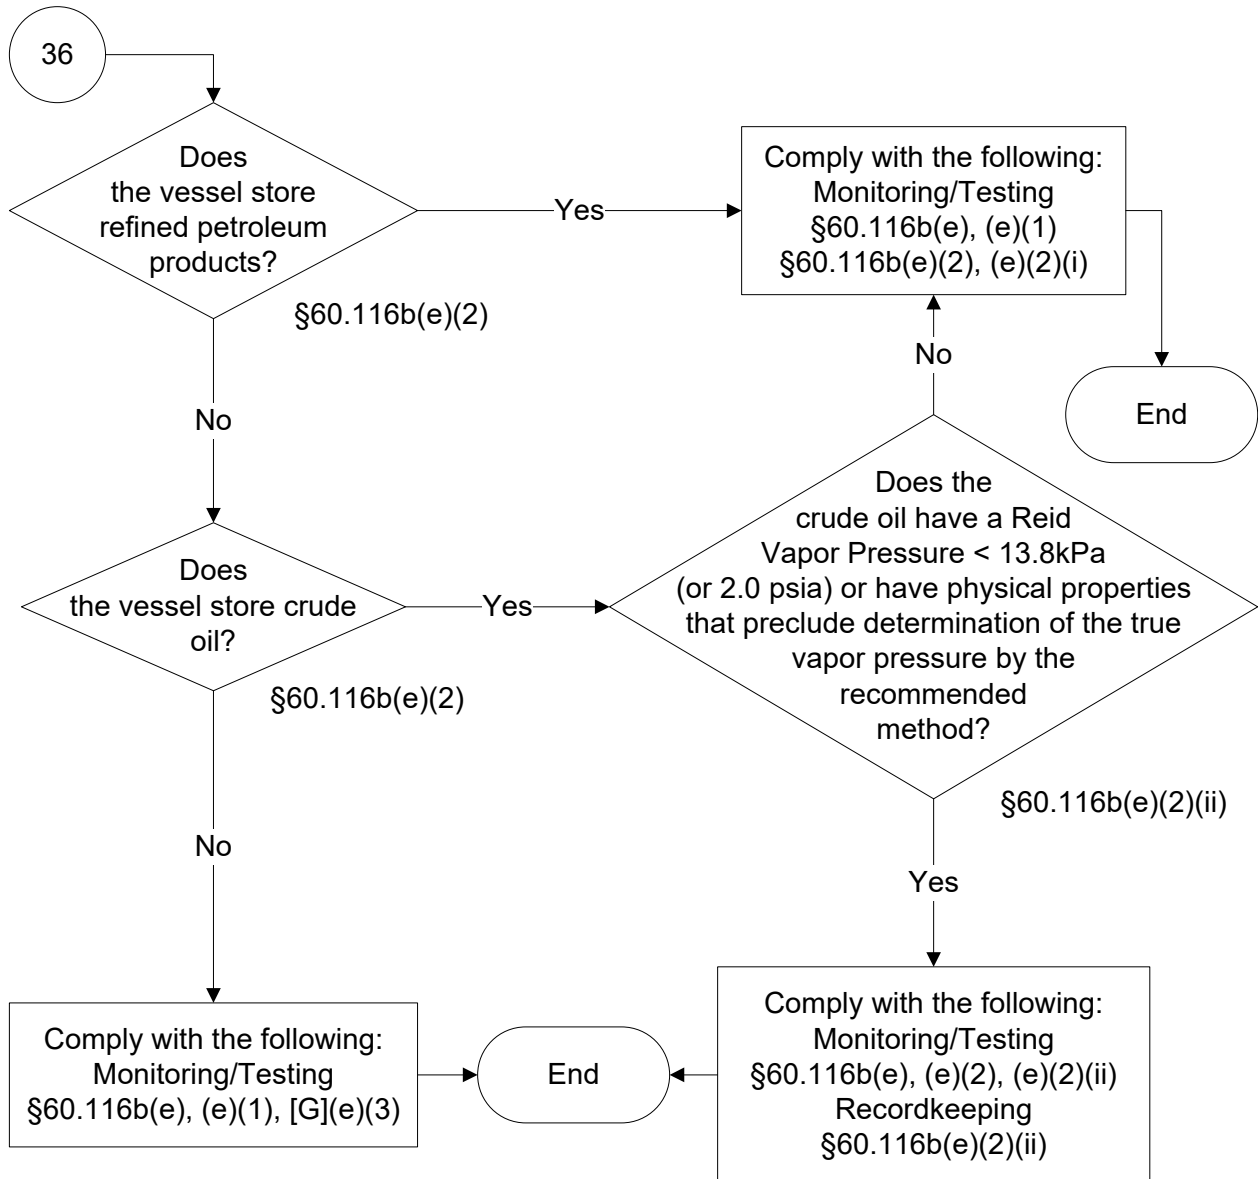 36
Does
the vessel store
refined petroleum
products?
§60.116b(e)(2)
Yes
Comply with the following:
Monitoring/Testing
§60.116b(e), (e)(1)
§60.116b(e)(2), (e)(2)(i)
End
No
No
Does
the vessel store crude
oil?
§60.116b(e)(2)
Yes
Does the
crude oil have a Reid
Vapor Pressure < 13.8kPa
(or 2.0 psia) or have physical properties
that preclude determination of the true
vapor pressure by the
recommended
method?
§60.116b(e)(2)(ii)
No
Yes
Comply with the following:
Monitoring/Testing
§60.116b(e), (e)(1), [G](e)(3)
End
Comply with the following:
Monitoring/Testing
§60.116b(e), (e)(2), (e)(2)(ii)
Recordkeeping
§60.116b(e)(2)(ii)